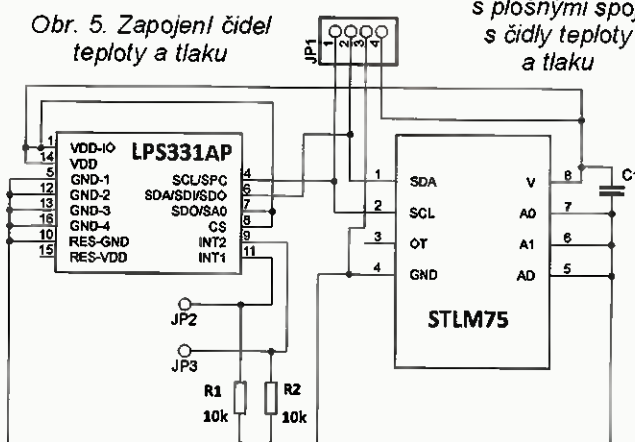 Obr. 5. Zapojení čidel
teploty a tlaku
s čidly teploty
a tlaku
JP1
1 2 3 4
LPS331AP
1 VDD-IO
14 VDD
5 GND-1
12 GND-2
13 GND-3
16 GND-4
10 RES-GND
15 RES-VDD
SCL/SPC 4
SDA/SDI/SDO 6
SDO/SA0 7
CS 8
INT2 9
INT1 11
1 SDA
2 SCL
3 OT
4 GND
V 8
A0 7
A1 6
AD 5
STLM75
JP2
JP3
R1
10k
R2
10k